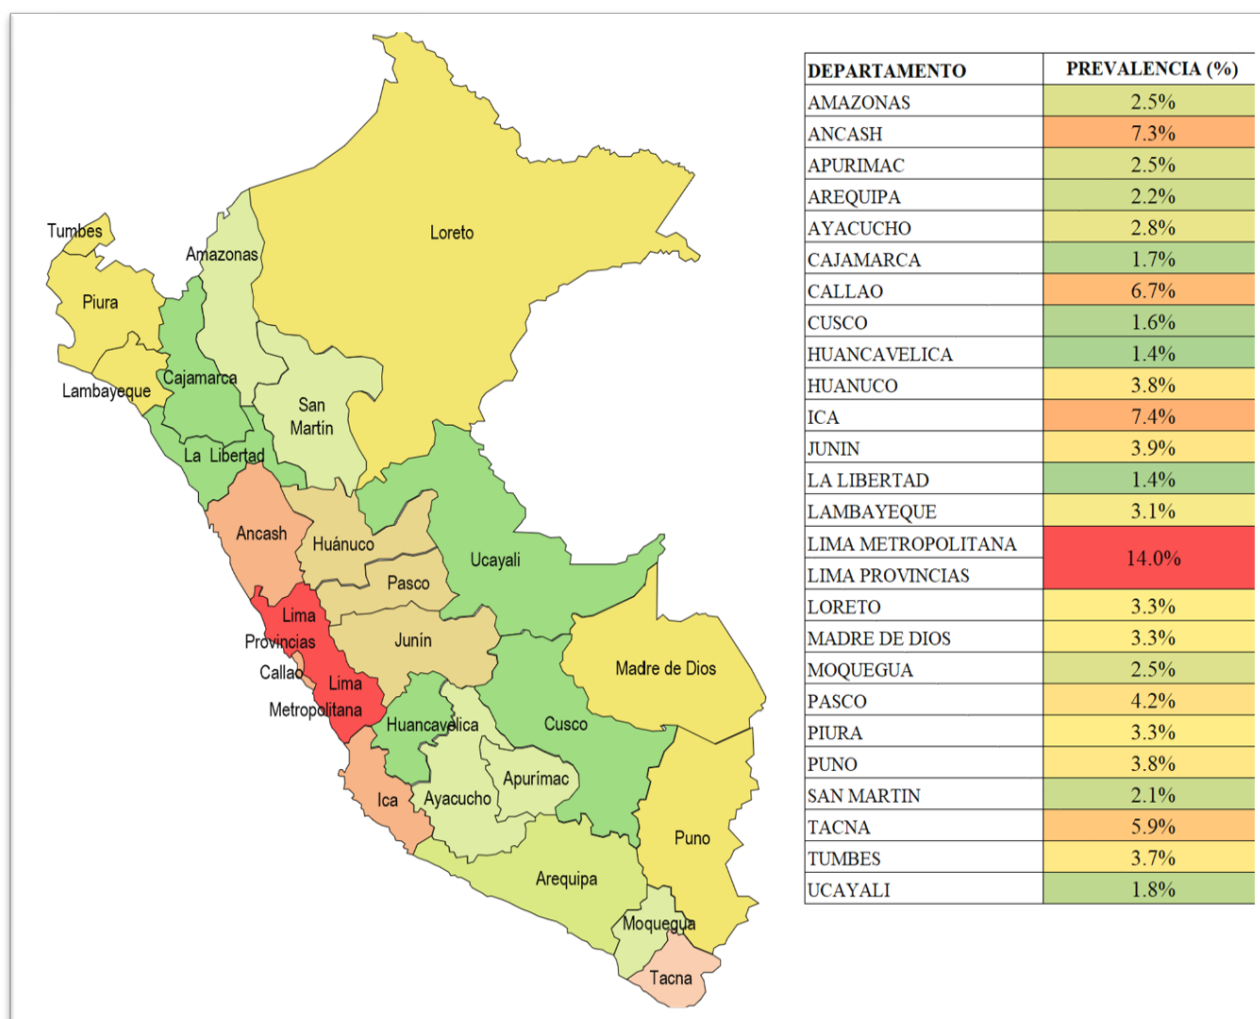 Tumbes
Amazonas
Loreto
Piura
Lambayeque
Cajamarca
San
Martín
La Libertad
Ancash
Huánuco
Pasco
Ucayali
Lima
Provincias
Junín
Callao
Lima
Metropolitana
Madre de Dios
Huancavelica
Cusco
Apurímac
Ica
Ayacucho
Puno
Arequipa
Moquegua
Tacna
DEPARTAMENTO PREVALENCIA (%)
AMAZONAS 2.5%
ANCASH 7.3%
APURIMAC 2.5%
AREQUIPA 2.2%
AYACUCHO 2.8%
CAJAMARCA 1.7%
CALLAO 6.7%
CUSCO 1.6%
HUANCAVELICA 1.4%
HUANUCO 3.8%
ICA 7.4%
JUNIN 3.9%
LA LIBERTAD 1.4%
LAMBAYEQUE 3.1%
LIMA METROPOLITANA
14.0%
LIMA PROVINCIAS
LORETO 3.3%
MADRE DE DIOS 3.3%
MOQUEGUA 2.5%
PASCO 4.2%
PIURA 3.3%
PUNO 3.8%
SAN MARTIN 2.1%
TACNA 5.9%
TUMBES 3.7%
UCAYALI 1.8%